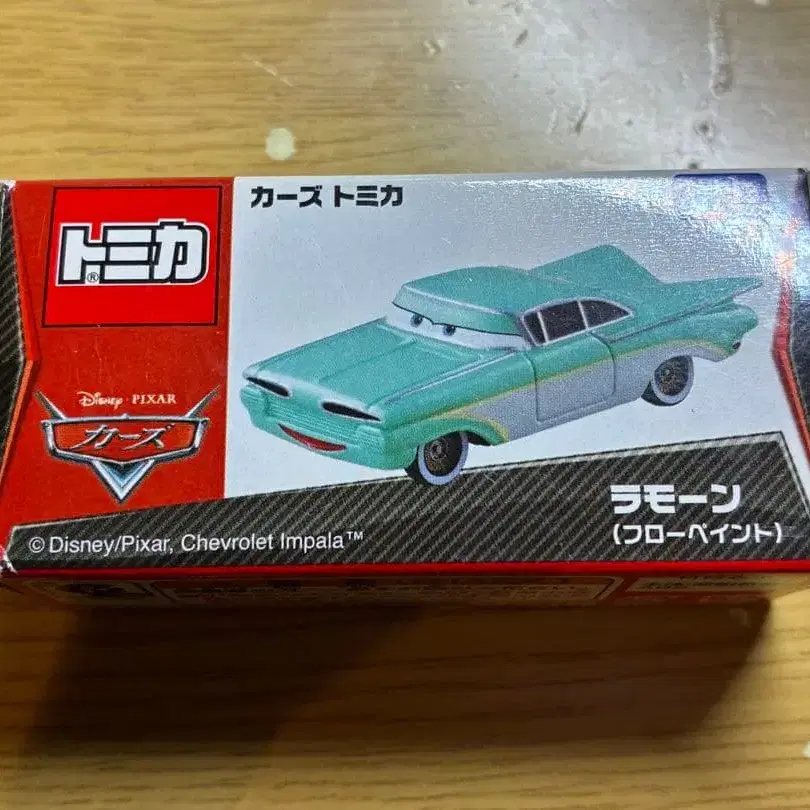 カーズ トミカ
トミカ®
Disney · PIXAR
カーズ
ラモーン
(フローペイント)
© Disney/Pixar, Chevrolet Impala™